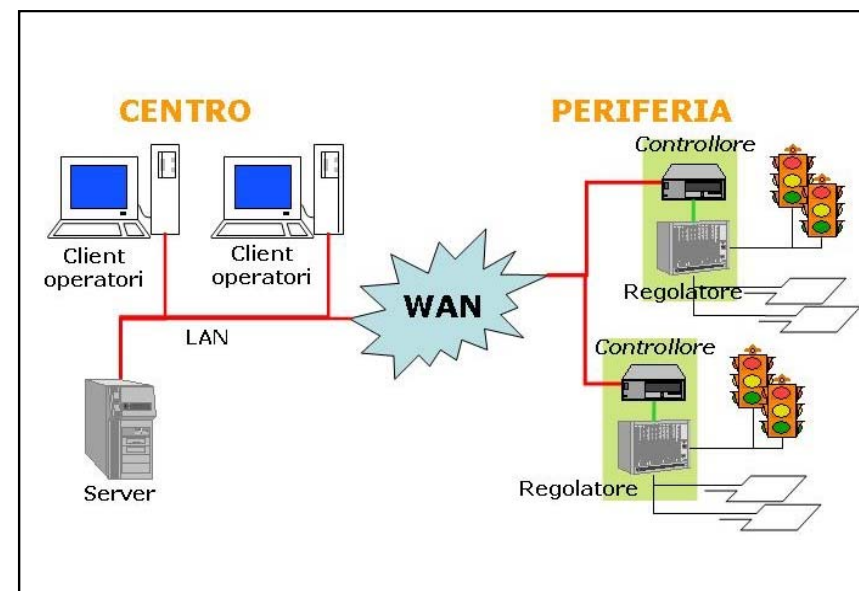 CENTRO
PERIFERIA
Controllore
Client
operatori
Client
operatori
WAN
Regolatore
LAN
Controllore
Server
Regolatore